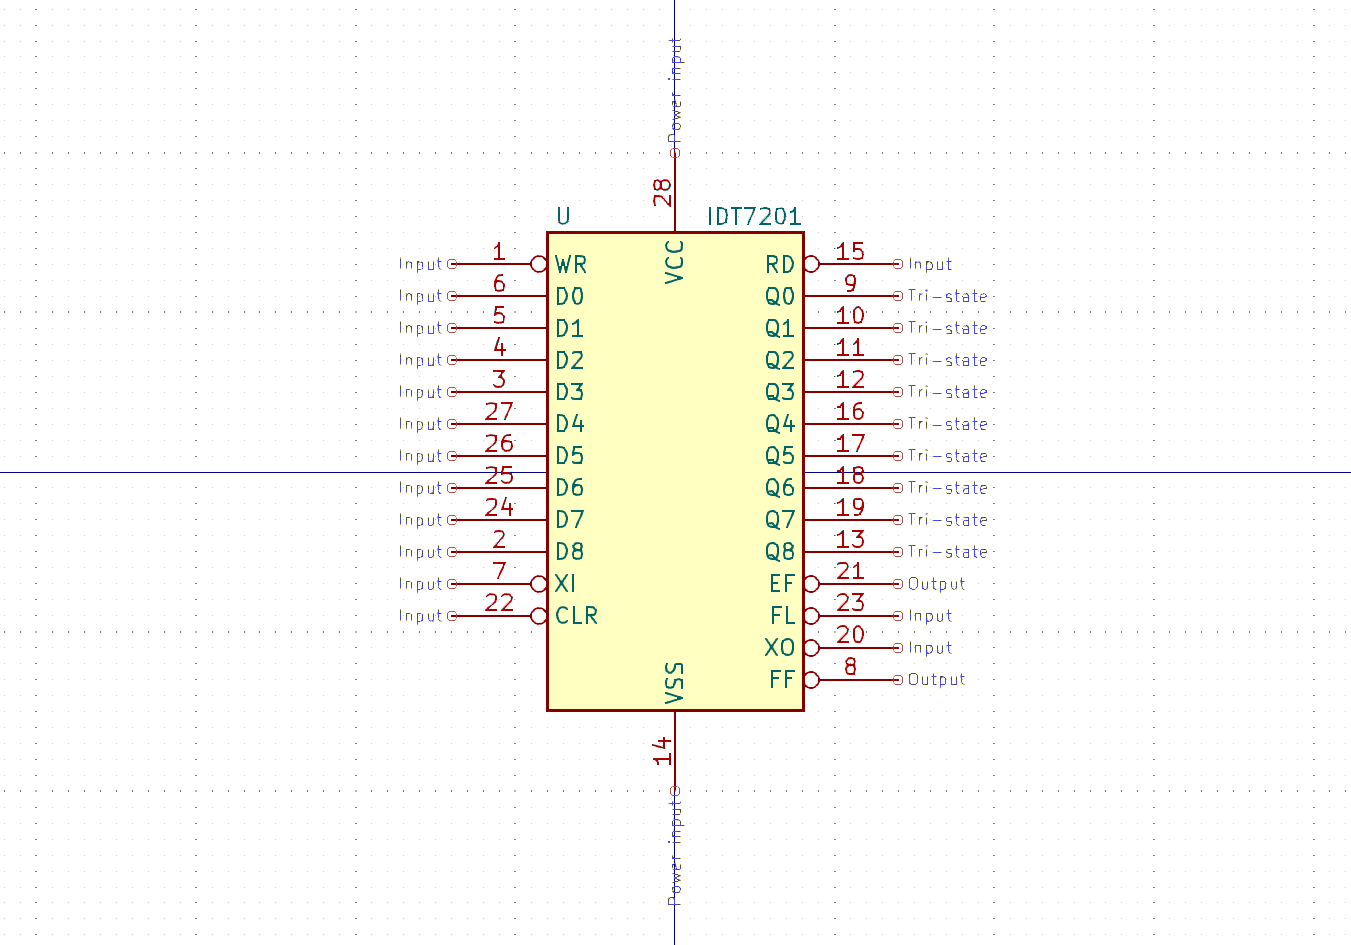 Power input
28
U IDT7201
VCC
Input 1 WR RD 15 Input
Input 6 D0 Q0 9 Tri-state
Input 5 D1 Q1 10 Tri-state
Input 4 D2 Q2 11 Tri-state
Input 3 D3 Q3 12 Tri-state
Input 27 D4 Q4 16 Tri-state
Input 26 D5 Q5 17 Tri-state
Input 25 D6 Q6 18 Tri-state
Input 24 D7 Q7 19 Tri-state
Input 2 D8 Q8 13 Tri-state
Input 7 XI EF 21 Output
Input 22 CLR FL 23 Input
XO 20 Input
VSS
FF 8 Output
14
Power input